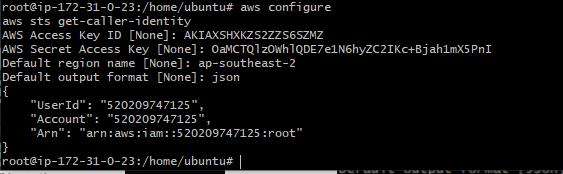 root@ip-172-31-0-23:/home/ubuntu# aws configure
aws sts get-caller-identity
AWS Access Key ID [None]: AKIAXSHXKZS2ZZS6SZMZ
AWS Secret Access Key [None]:
Default region name [None]: ap-southeast-2
Default output format [None]: json
{
    "UserId": "520209747125",
    "Account": "520209747125",
    "Arn": "arn:aws:iam::520209747125:root"
}
root@ip-172-31-0-23:/home/ubuntu#